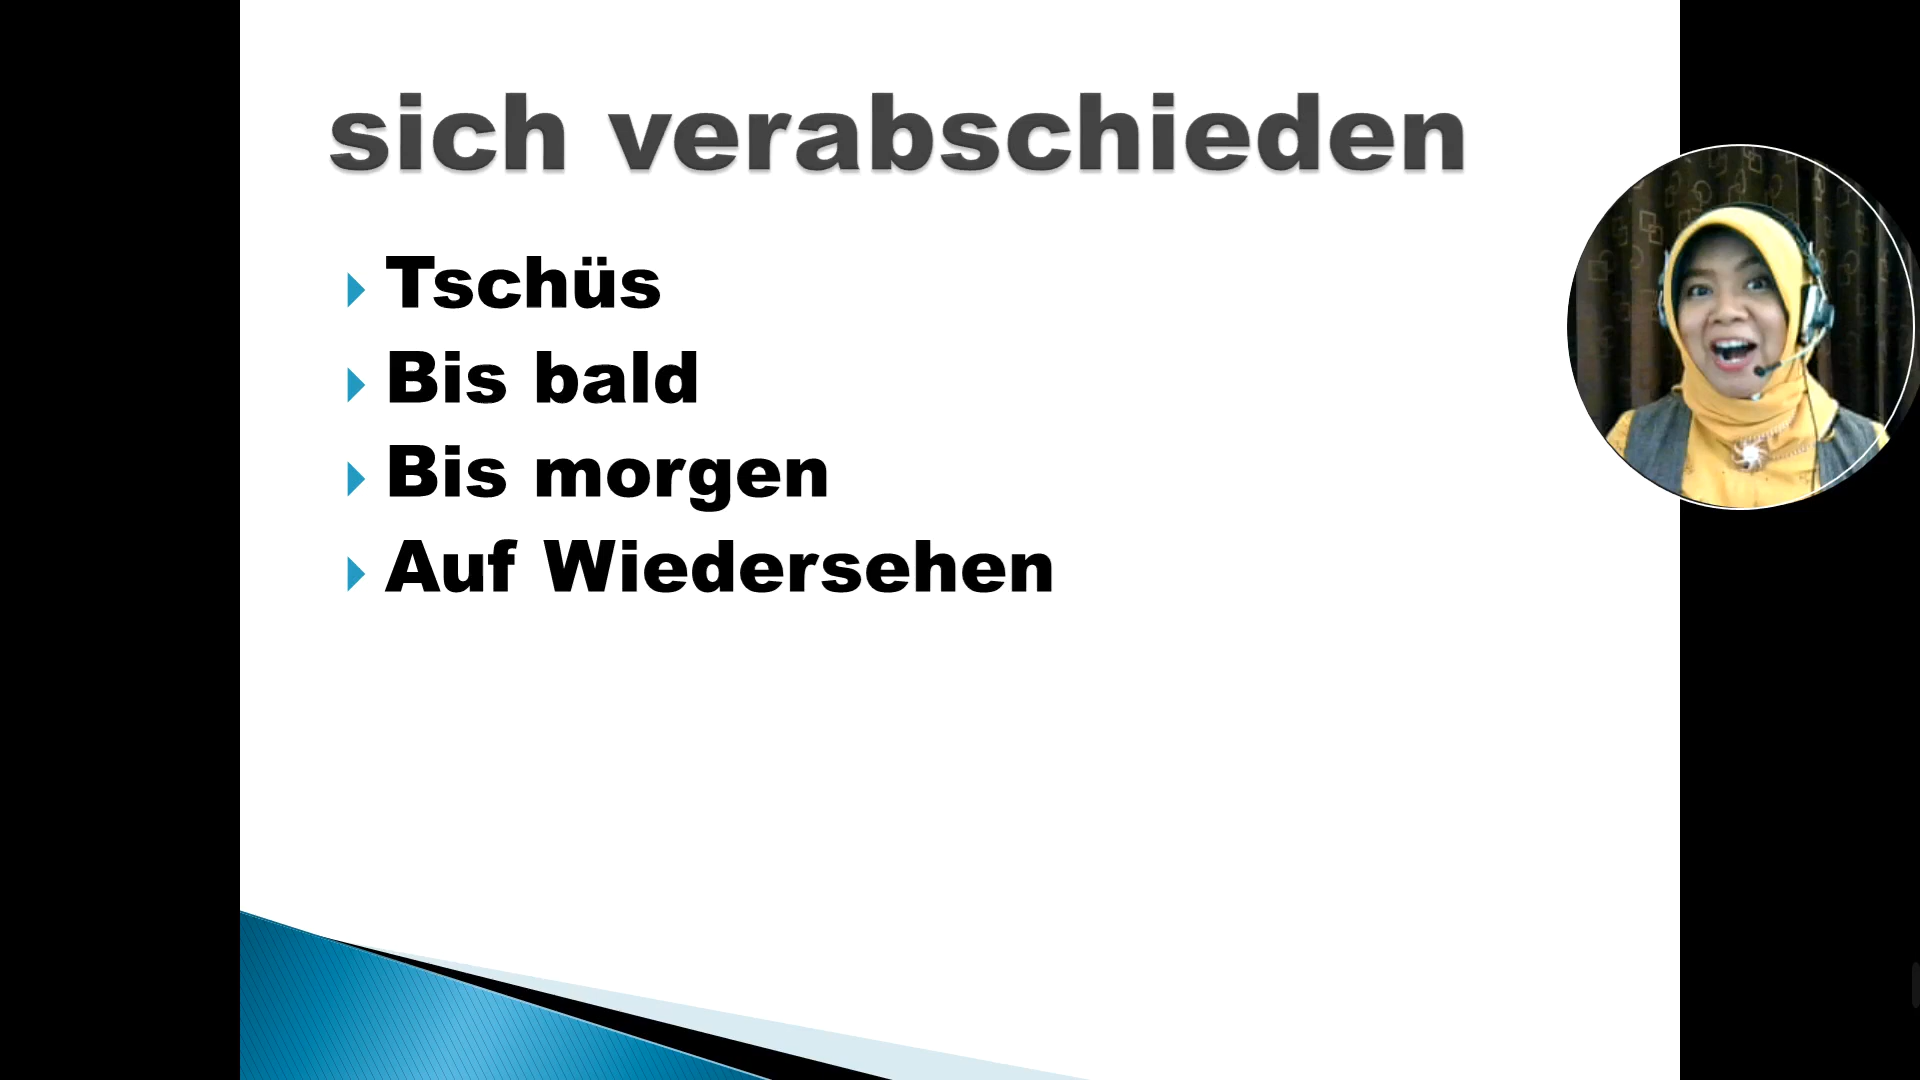 sich verabschieden
Tschüs
Bis bald
Bis morgen
Auf Wiedersehen